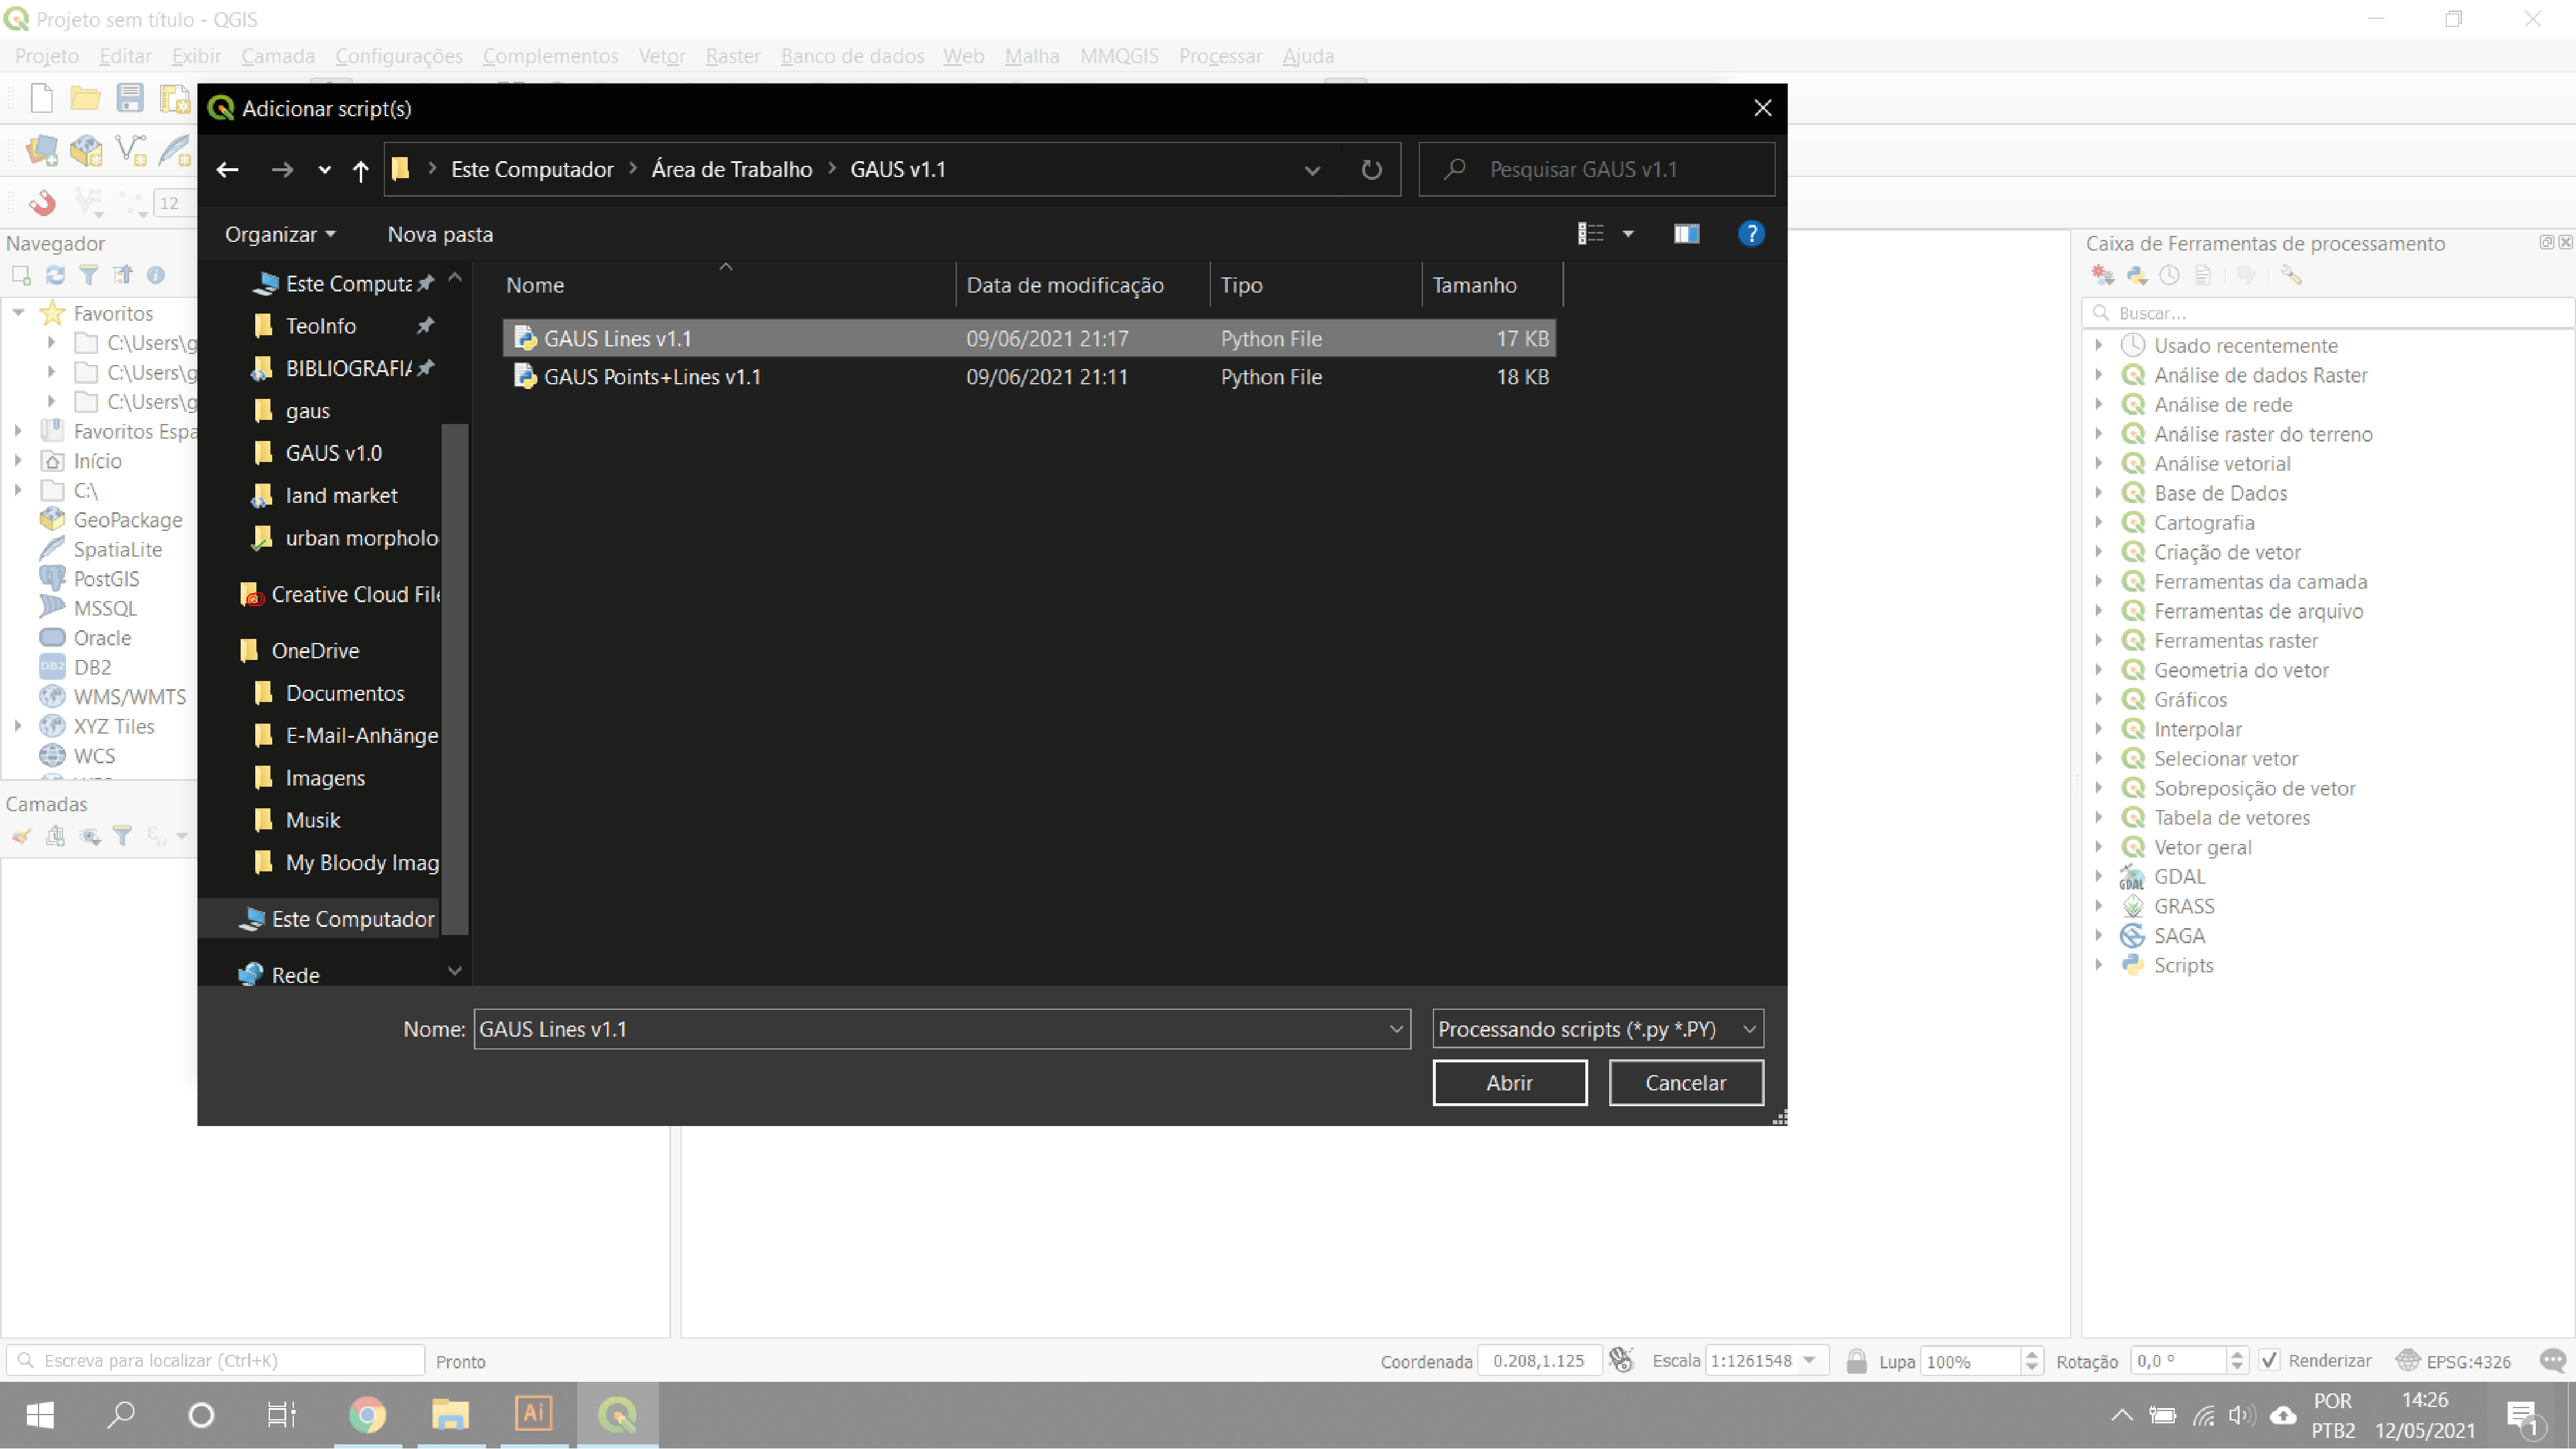 Projeto sem título - QGIS
Projeto Editar Exibir Camada Configurações Complementos Vetor Raster Banco de dados Web Malha MMQGIS Processar Ajuda
Adicionar script(s)
Este Computador Área de Trabalho GAUS v1.1
Pesquisar GAUS v1.1
12
Organizar Nova pasta
?
Navegador
Favoritos
C:\Users\g
C:\Users\g
C:\Users\g
Favoritos Espa
Início
C:\
GeoPackage
SpatiaLite
PostGIS
MSSQL
Oracle
DB2 DB2
WMS/WMTS
XYZ Tiles
WCS
Camadas
Este Computa
TeoInfo
BIBLIOGRAFIA
gaus
GAUS v1.0
land market
urban morpholo
Creative Cloud File
OneDrive
Documentos
E-Mail-Anhänge
Imagens
Musik
My Bloody Imag
Este Computador
Rede
Nome Data de modificação Tipo Tamanho
GAUS Lines v1.1 09/06/2021 21:17 Python File 17 KB
GAUS Points+Lines v1.1 09/06/2021 21:11 Python File 18 KB
Nome: GAUS Lines v1.1 Processando scripts (*.py *.PY)
Abrir Cancelar
Caixa de Ferramentas de processamento
Buscar...
Usado recentemente
Análise de dados Raster
Análise de rede
Análise raster do terreno
Análise vetorial
Base de Dados
Cartografia
Criação de vetor
Ferramentas da camada
Ferramentas de arquivo
Ferramentas raster
Geometria do vetor
Gráficos
Interpolar
Selecionar vetor
Sobreposição de vetor
Tabela de vetores
Vetor geral
GDAL GDAL
GRASS
SAGA
Scripts
Escreva para localizar (Ctrl+K) Pronto Coordenada 0.208,1.125 Escala 1:1261548 Lupa 100% Rotação 0,0 ° Renderizar EPSG:4326
Ai
POR
PTB2
14:26
12/05/2021
1